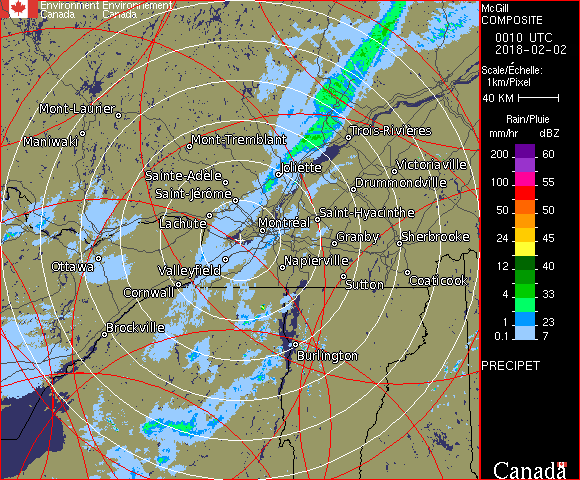 Environment Environnement
Canada Canada
McGill
COMPOSITE
0010 UTC
2018-02-02
Scale/Échelle:
1km/Pixel
40 KM
Rain/Pluie
mm/hr dBZ
200 60
100 55
50 50
24 45
12 40
4 33
1 23
0.1 7
PRECIPET
Canada
Mont-Laurier
Maniwaki
Mont-Tremblant
Trois-Rivières
Joliette
Victoriaville
Sainte-Adèle
Drummondville
Saint-Jérôme
Lachute
Saint-Hyacinthe
Montréal
Granby
Sherbrooke
Ottawa
Valleyfield
Napierville
Cornwall
Sutton
Coaticook
Brockville
Burlington